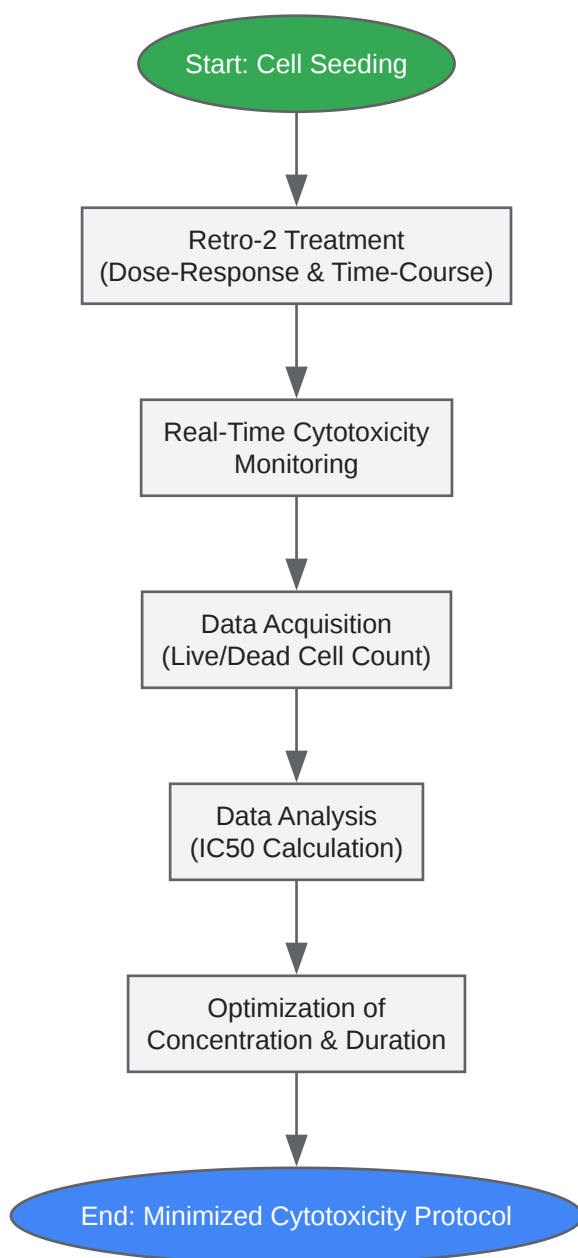 Start: Cell Seeding
Retro-2 Treatment
(Dose-Response & Time-Course)
Real-Time Cytotoxicity
Monitoring
Data Acquisition
(Live/Dead Cell Count)
Data Analysis
(IC50 Calculation)
Optimization of
Concentration & Duration
End: Minimized Cytotoxicity Protocol